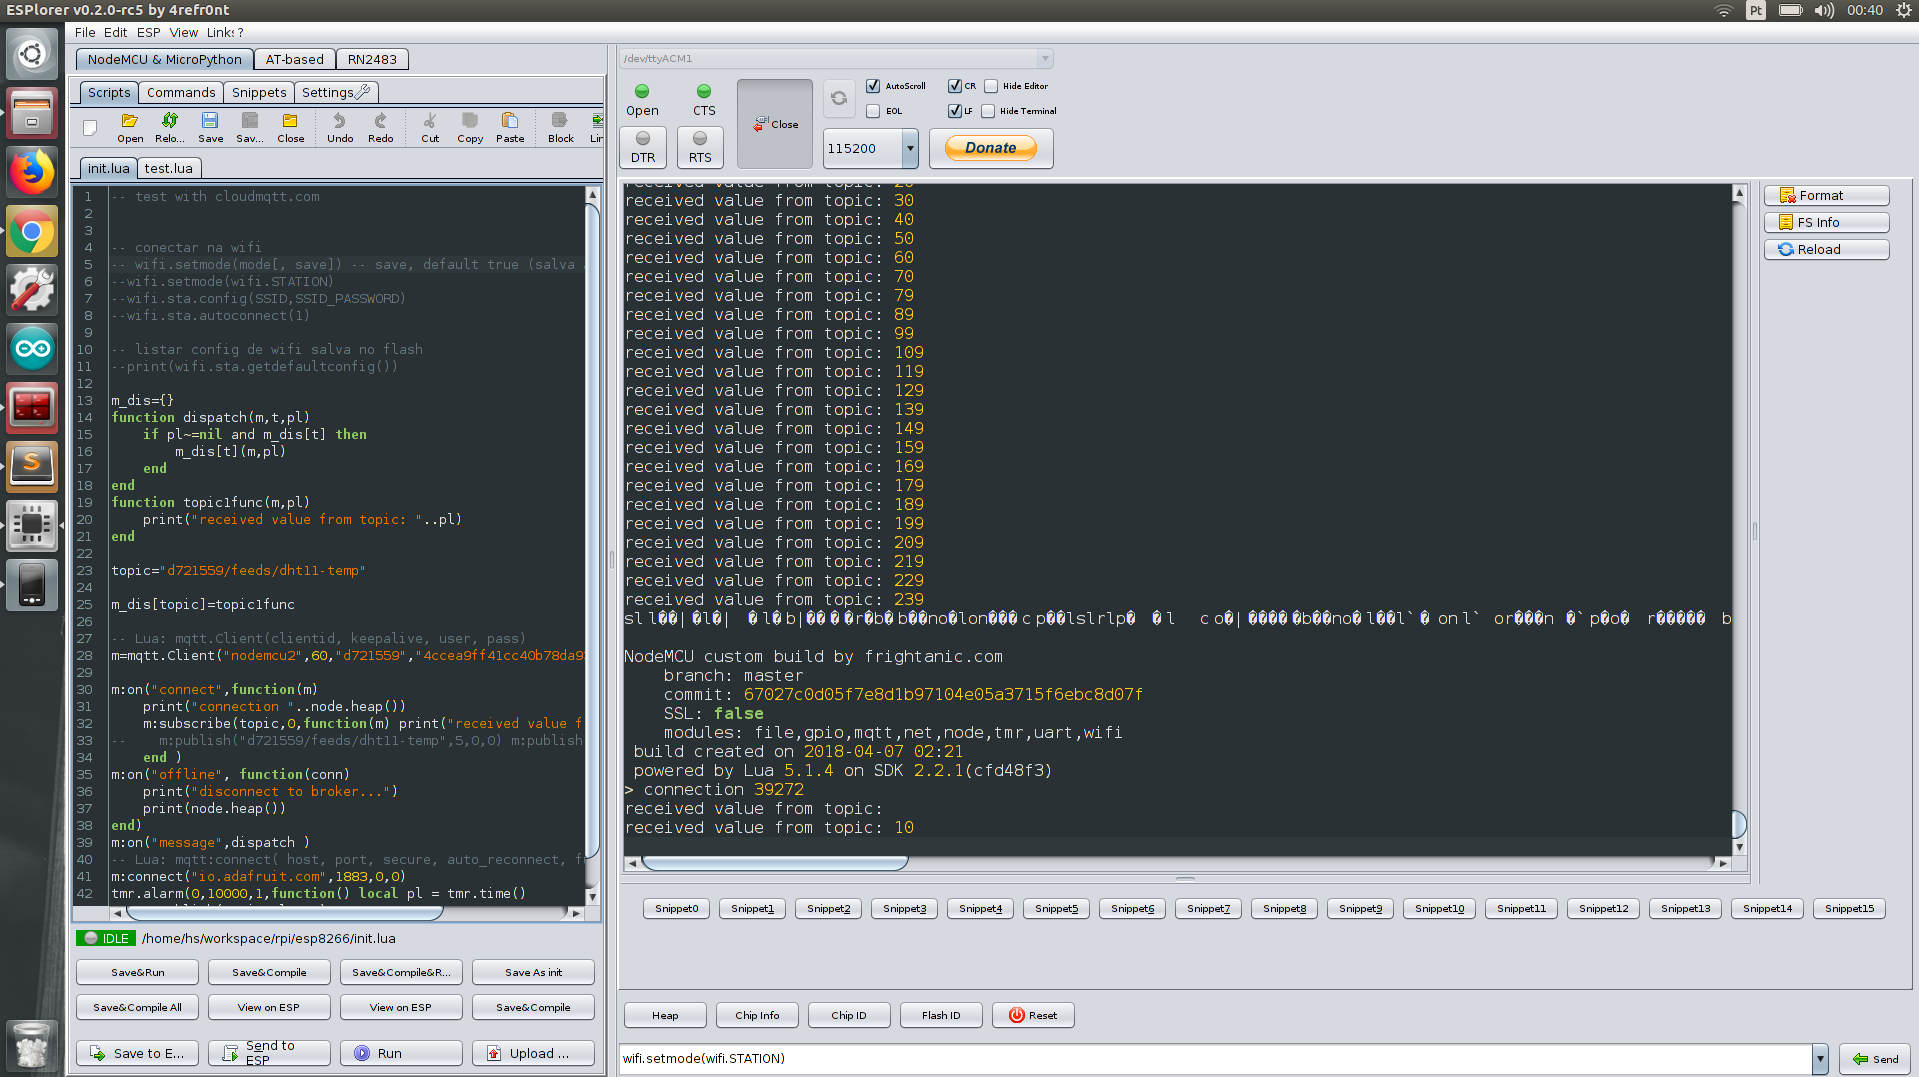 ESPlorer v0.2.0-rc5 by 4refr0nt
Pt
00:40
File Edit ESP View Links ?
NodeMCU & MicroPython AT-based RN2483
Scripts Commands Snippets Settings
Open Relo... Save Sav... Close Undo Redo Cut Copy Paste Block Lin
init.lua test.lua
1 -- test with cloudmqtt.com
2
3
4 -- conectar na wifi
5 -- wifi.setmode(mode[, save]) -- save, default true (salva
6 --wifi.setmode(wifi.STATION)
7 --wifi.sta.config(SSID,SSID_PASSWORD)
8 --wifi.sta.autoconnect(1)
9
10 -- listar config de wifi salva no flash
11 --print(wifi.sta.getdefaultconfig())
12
13 m_dis={}
14 function dispatch(m,t,pl)
15 if pl~=nil and m_dis[t] then
16 m_dis[t](m,pl)
17 end
18 end
19 function topic1func(m,pl)
20 print("received value from topic: "..pl)
21 end
22
23 topic="d721559/feeds/dht11-temp"
24
25 m_dis[topic]=topic1func
26
27 -- Lua: mqtt.Client(clientid, keepalive, user, pass)
28 m=mqtt.Client("nodemcu2",60,"d721559","4ccea9ff41cc40b78da9
29
30 m:on("connect",function(m)
31 print("connection "..node.heap())
32 m:subscribe(topic,0,function(m) print("received value f
33 -- m:publish("d721559/feeds/dht11-temp",5,0,0) m:publish
34 end )
35 m:on("offline", function(conn)
36 print("disconnect to broker...")
37 print(node.heap())
38 end)
39 m:on("message",dispatch )
40 -- Lua: mqtt:connect( host, port, secure, auto_reconnect, f
41 m:connect("io.adafruit.com",1883,0,0)
42 tmr.alarm(0,10000,1,function() local pl = tmr.time()
IDLE /home/hs/workspace/rpi/esp8266/init.lua
Save&Run Save&Compile Save&Compile&R... Save As init
Save&Compile All View on ESP View on ESP Save&Compile
Save to E... Send to ESP Run Upload ...
/dev/ttyACM1
Open CTS Close
DTR RTS
AutoScroll CR Hide Editor
EOL LF Hide Terminal
115200 Donate
received value from topic: 20
received value from topic: 30
received value from topic: 40
received value from topic: 50
received value from topic: 60
received value from topic: 70
received value from topic: 79
received value from topic: 89
received value from topic: 99
received value from topic: 109
received value from topic: 119
received value from topic: 129
received value from topic: 139
received value from topic: 149
received value from topic: 159
received value from topic: 169
received value from topic: 179
received value from topic: 189
received value from topic: 199
received value from topic: 209
received value from topic: 219
received value from topic: 229
received value from topic: 239
NodeMCU custom build by frightanic.com
branch: master
commit: 67027c0d05f7e8d1b97104e05a3715f6ebc8d07f
SSL: false
modules: file,gpio,mqtt,net,node,tmr,uart,wifi
build created on 2018-04-07 02:21
powered by Lua 5.1.4 on SDK 2.2.1(cfd48f3)
> connection 39272
received value from topic:
received value from topic: 10
Format
FS Info
Reload
Snippet0 Snippet1 Snippet2 Snippet3 Snippet4 Snippet5 Snippet6 Snippet7 Snippet8 Snippet9 Snippet10 Snippet11 Snippet12 Snippet13 Snippet14 Snippet15
Heap Chip Info Chip ID Flash ID Reset
wifi.setmode(wifi.STATION)
Send